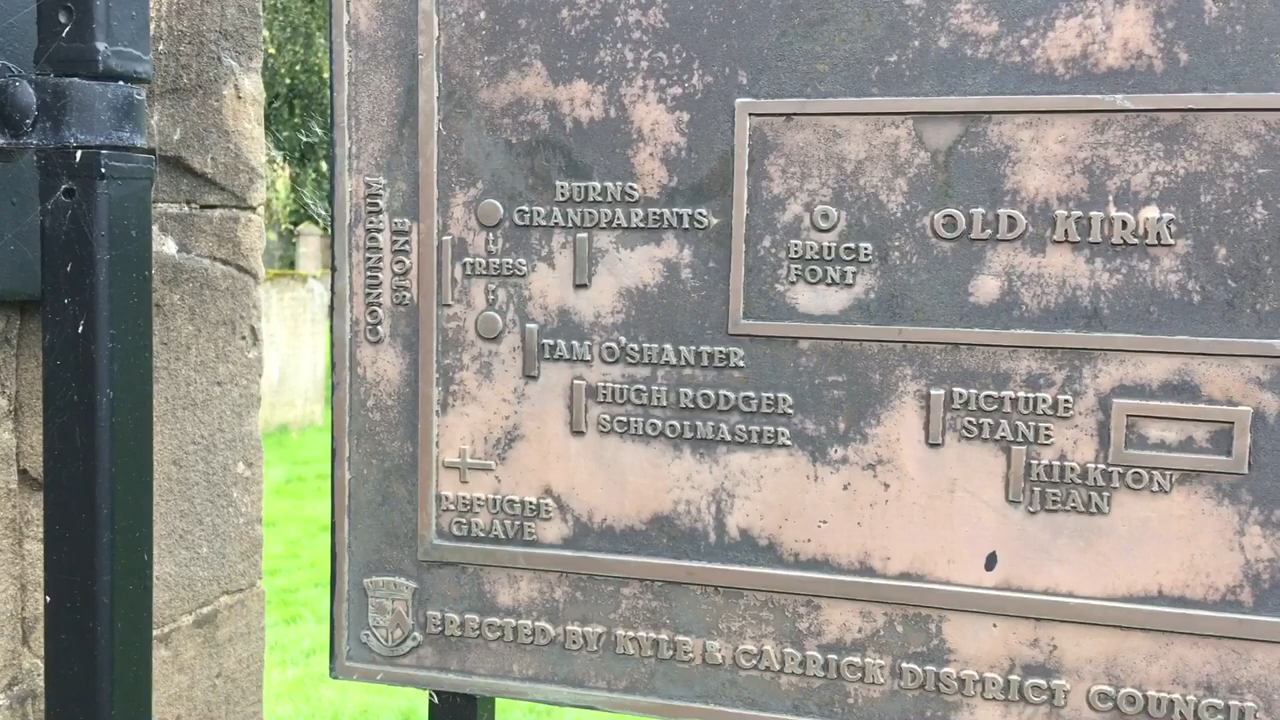 CONUNDRUM
STONE
BURNS
GRANDPARENTS
TREES
O
BRUCE
FONT
OLD KIRK
TAM O'SHANTER
HUGH RODGER
SCHOOLMASTER
PICTURE
STANE
KIRKTON
JEAN
REFUGEE
GRAVE
ERECTED BY KYLE & CARRICK DISTRICT COUNCIL